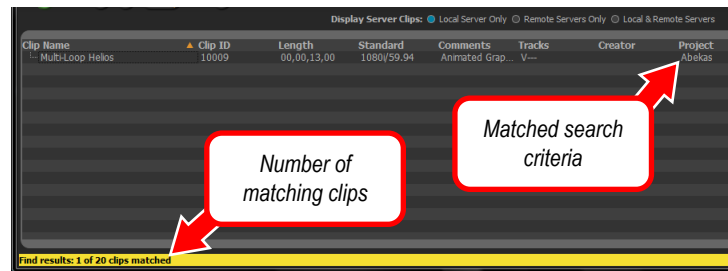 Display Server Clips: Local Server Only Remote Servers Only Local & Remote Servers
Clip Name Clip ID Length Standard Comments Tracks Creator Project
Multi-Loop Helios 10009 00,00,13,00 1080i/59.94 Animated Grap... V--- Abekas
Matched search
criteria
Number of
matching clips
Find results: 1 of 20 clips matched